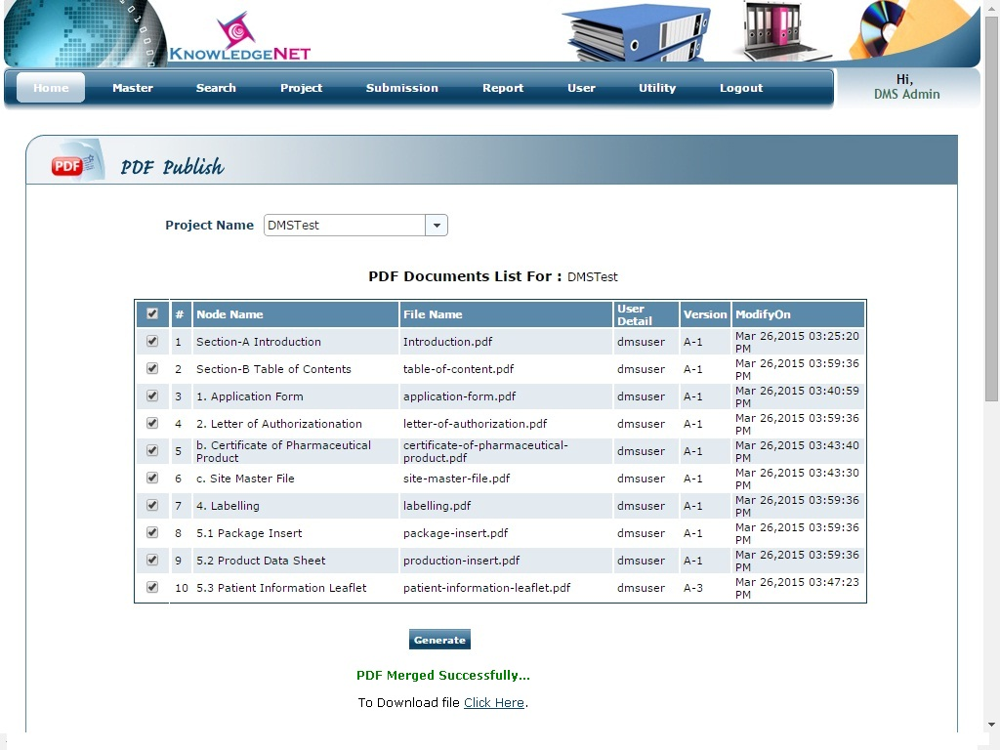 KNOWLEDGENET
Home Master Search Project Submission Report User Utility Logout
Hi,
DMS Admin
PDF PDF Publish
Project Name DMSTest
PDF Documents List For : DMSTest
# Node Name File Name User Detail Version ModifyOn
1 Section-A Introduction Introduction.pdf dmsuser A-1 Mar 26,2015 03:25:20 PM
2 Section-B Table of Contents table-of-content.pdf dmsuser A-1 Mar 26,2015 03:59:36 PM
3 1. Application Form application-form.pdf dmsuser A-1 Mar 26,2015 03:40:59 PM
4 2. Letter of Authorizationation letter-of-authorization.pdf dmsuser A-1 Mar 26,2015 03:59:36 PM
5 b. Certificate of Pharmaceutical Product certificate-of-pharmaceutical-product.pdf dmsuser A-1 Mar 26,2015 03:43:40 PM
6 c. Site Master File site-master-file.pdf dmsuser A-1 Mar 26,2015 03:43:30 PM
7 4. Labelling labelling.pdf dmsuser A-1 Mar 26,2015 03:59:36 PM
8 5.1 Package Insert package-insert.pdf dmsuser A-1 Mar 26,2015 03:59:36 PM
9 5.2 Product Data Sheet production-insert.pdf dmsuser A-1 Mar 26,2015 03:59:36 PM
10 5.3 Patient Information Leaflet patient-information-leaflet.pdf dmsuser A-3 Mar 26,2015 03:47:23 PM
Generate
PDF Merged Successfully...
To Download file Click Here.